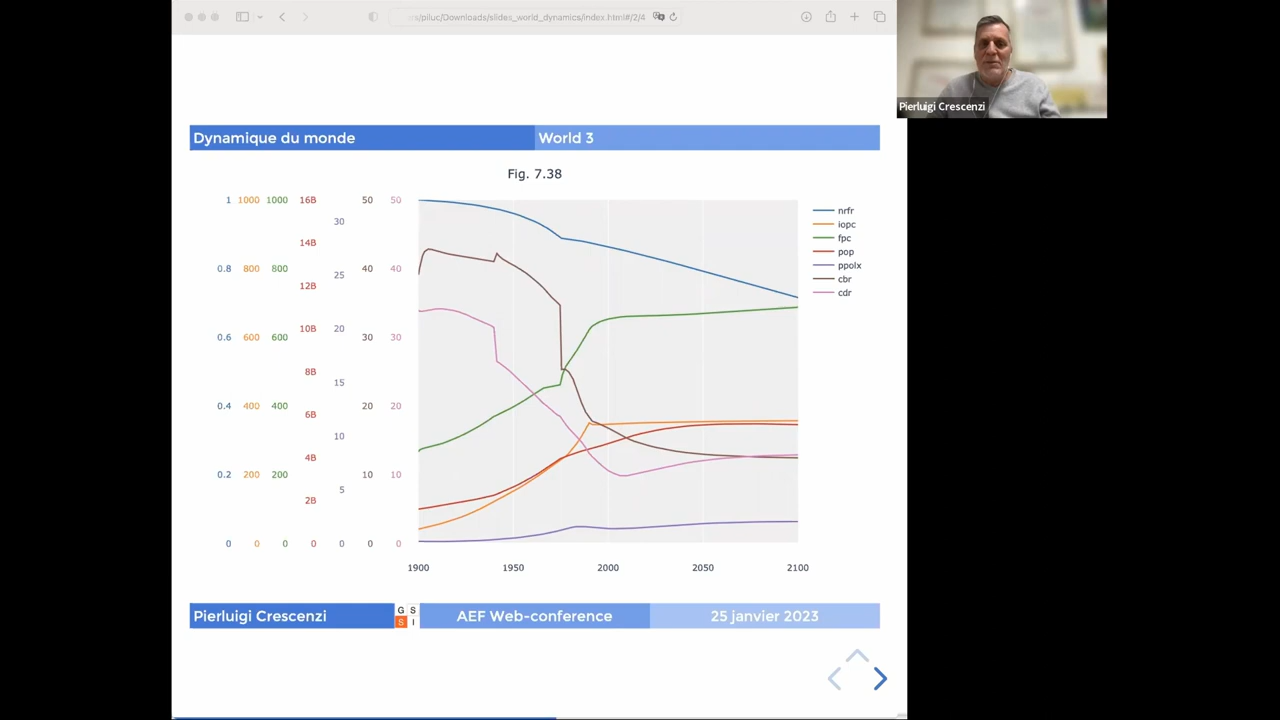 piluc/Downloads/slides_world_dynamics/index.html#/2/4
Pierluigi Crescenzi
Dynamique du monde
World 3
Fig. 7.38
1 1000 1000 16B 50 50
30
14B
0.8 800 800 25 40 40
12B
0.6 600 600 10B 20 30 30
8B
15
0.4 400 400 20 20
6B
10
4B
0.2 200 200 10 10
5
2B
0 0 0 0 0 0 0
1900 1950 2000 2050 2100
nrfr
iopc
fpc
pop
ppolx
cbr
cdr
Pierluigi Crescenzi
G S
S I
AEF Web-conference
25 janvier 2023